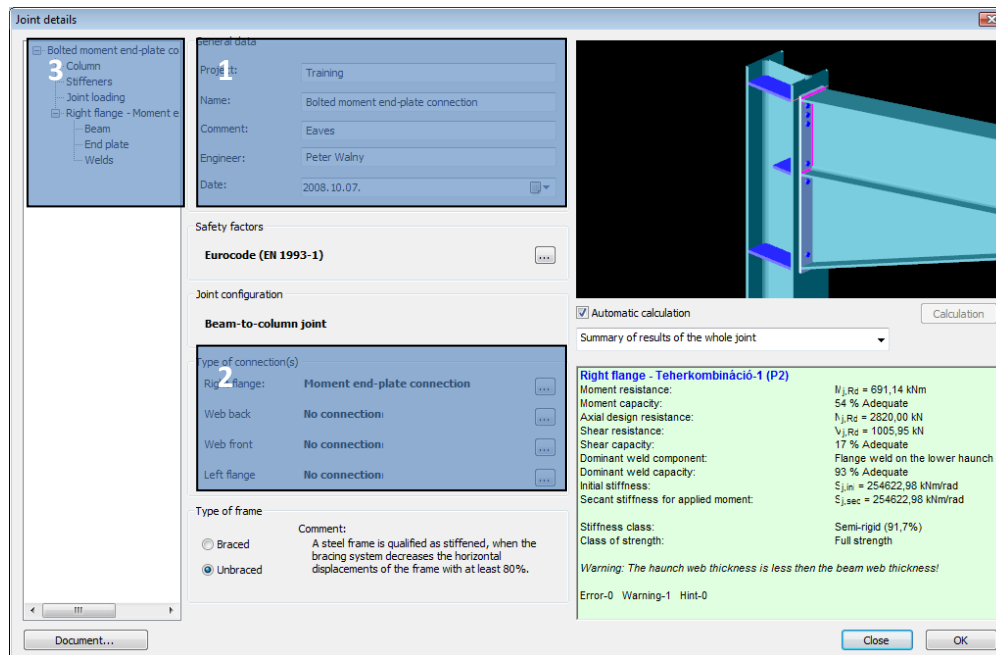 Joint details
Bolted moment end-plate co
Column
Stiffeners
Joint loading
Right flange - Moment e
Beam
End plate
Welds
3
General data
1
Project: Training
Name: Bolted moment end-plate connection
Comment: Eaves
Engineer: Peter Walny
Date: 2008.10.07.
Safety factors
Eurocode (EN 1993-1) ...
Joint configuration
Beam-to-column joint
Type of connection(s)
2
Right flange: Moment end-plate connection ...
Web back No connection: ...
Web front No connection: ...
Left flange No connection: ...
Type of frame
Braced
Unbraced
Comment:
A steel frame is qualified as stiffened, when the
bracing system decreases the horizontal
displacements of the frame with at least 80%.
Automatic calculation Calculation
Summary of results of the whole joint
Right flange - Teherkombináció-1 (P2)
Moment resistance: Mj,Rd = 691,14 kNm
Moment capacity: 54 % Adequate
Axial design resistance: Nj,Rd = 2820,00 kN
Shear resistance: Vj,Rd = 1005,95 kN
Shear capacity: 17 % Adequate
Dominant weld component: Flange weld on the lower haunch
Dominant weld capacity: 93 % Adequate
Initial stiffness: Sj,ini = 254622,98 kNm/rad
Secant stiffness for applied moment: Sj,sec = 254622,98 kNm/rad
Stiffness class: Semi-rigid (91,7%)
Class of strength: Full strength
Warning: The haunch web thickness is less then the beam web thickness!
Error-0 Warning-1 Hint-0
Document... Close OK